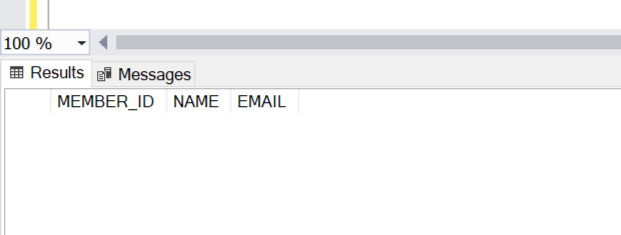 100 %
Results Messages
MEMBER_ID NAME EMAIL